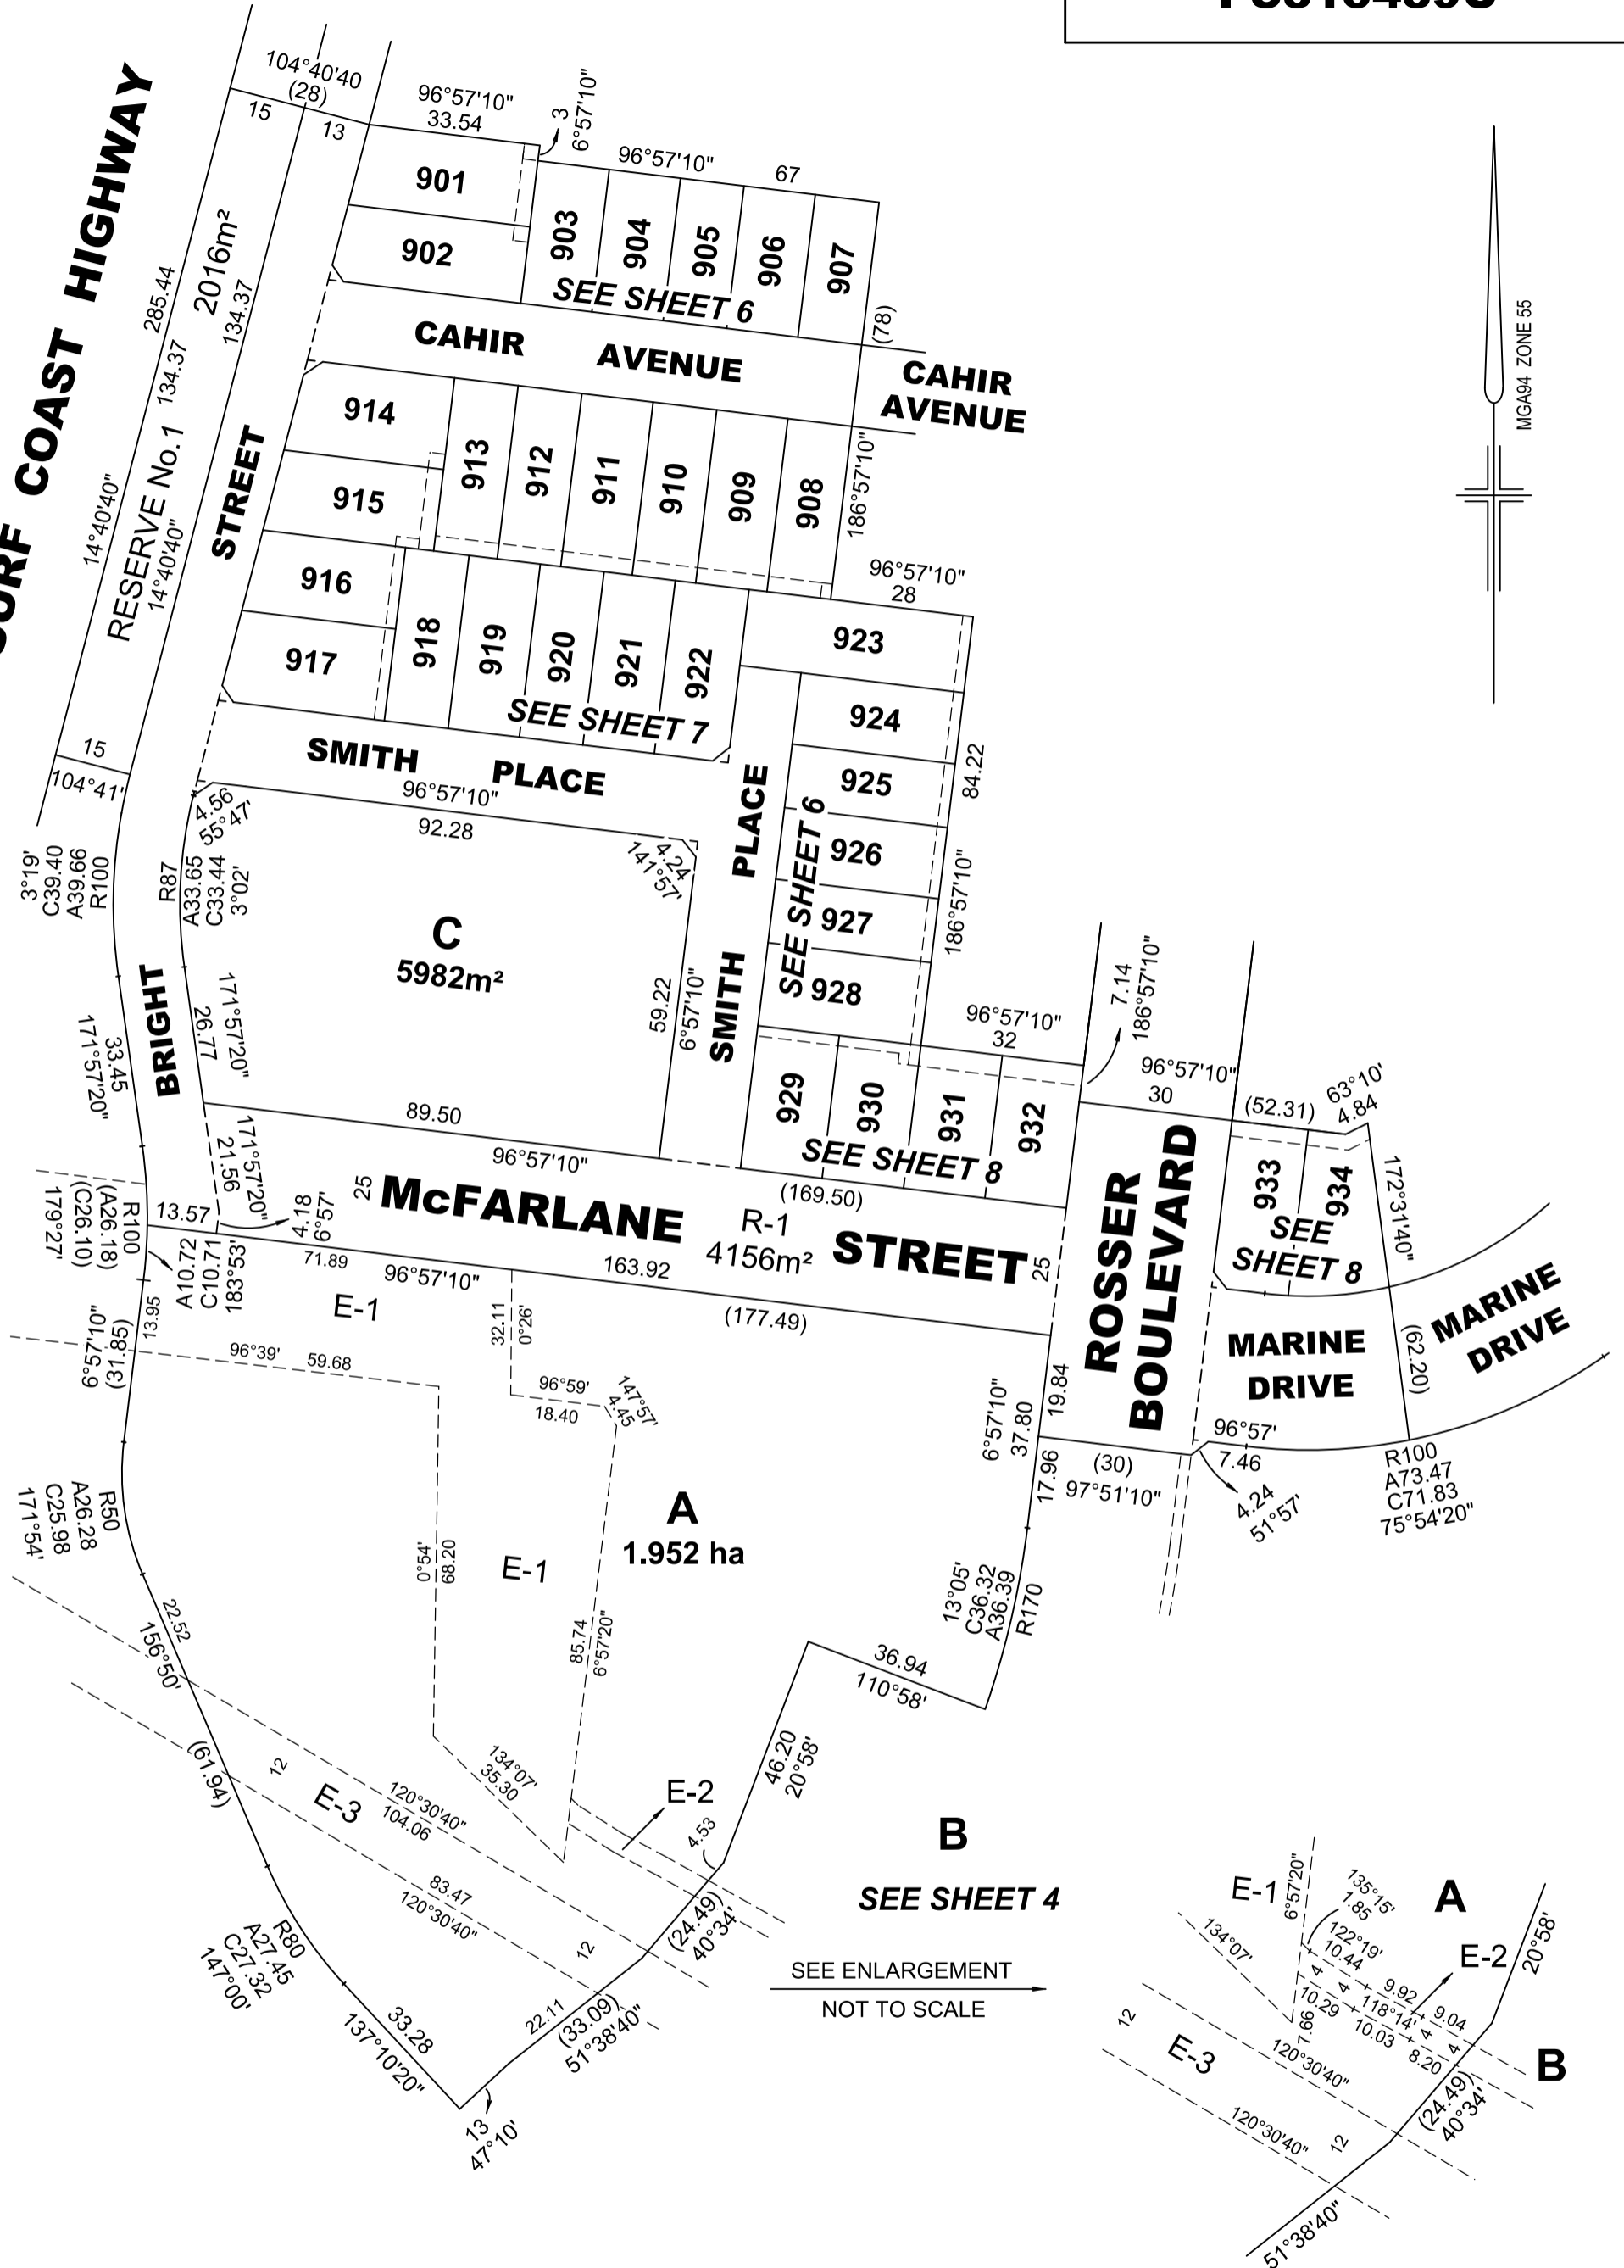 104°40'40
(28)
15
13
96°57'10"
33.54
3
6°57'10"
96°57'10"
67
901
902
903
904
905
906
907
SEE SHEET 6
(78)
COAST HIGHWAY
285.44
2016m²
134.37
134.37
RESERVE No.1
14°40'40"
14°40'40"
STREET
CAHIR AVENUE
CAHIR
AVENUE
914
915
916
917
913
912
911
910
909
908
186°57'10"
96°57'10"
28
918
919
920
921
922
SEE SHEET 7
923
924
925
926
927
928
SEE SHEET 6
84.22
186°57'10"
MGA94 ZONE 55
15
104°41'
SMITH PLACE
96°57'10"
92.28
4.56
55°47'
4.24
141°57'
SMITH PLACE
3°19'
C39.40
A39.66
R100
R87
A33.65
C33.44
3°02'
C
5982m²
59.22
6°57'10"
BRIGHT
171°57'20"
26.77
33.45
171°57'20"
89.50
96°57'10"
171°57'20"
21.56
929
930
931
932
SEE SHEET 8
96°57'10"
32
7.14
186°57'10"
96°57'10"
30
(52.31)
63°10'
4.84
933
934
SEE
SHEET 8
172°31'40"
R100
(A26.18)
(C26.10)
179°27'
13.57
4.18
6°57'
25
McFARLANE STREET
(169.50)
R-1
4156m²
25
A10.72
C10.71
183°53'
71.89
96°57'10"
163.92
(177.49)
ROSSER
BOULEVARD
MARINE
DRIVE
MARINE
DRIVE
(62.20)
E-1
32.11
0°26'
13.95
6°57'10"
(31.85)
96°39'
59.68
96°59'
18.40
147°57'
4.45
6°57'10"
37.80
19.84
17.96
(30)
97°51'10"
96°57'
7.46
4.24
51°57'
R100
A73.47
C71.83
75°54'20"
R50
A26.28
C25.98
171°54'
A
1.952 ha
0°54'
68.20
E-1
85.74
6°57'20"
13°05'
C36.32
A36.39
R170
22.52
156°50'
36.94
110°58'
46.20
20°58'
(61.94)
12
E-3
120°30'40"
104.06
134°07'
35.30
E-2
4.53
83.47
120°30'40"
12
(24.49)
40°34'
B
SEE SHEET 4
SEE ENLARGEMENT
NOT TO SCALE
R80
A27.45
C27.32
147°00'
33.28
137°10'20"
22.11
(33.09)
51°38'40"
13
47°10'
E-1
6°57'20"
135°15'
1.85
122°19'
10.44
A
E-2
20°58'
134°07'
9.92
9.04
4
4
118°14'
4
4
10.29
10.03
8.20
7.66
12
E-3
120°30'40"
120°30'40"
12
(24.49)
40°34'
B
51°38'40"